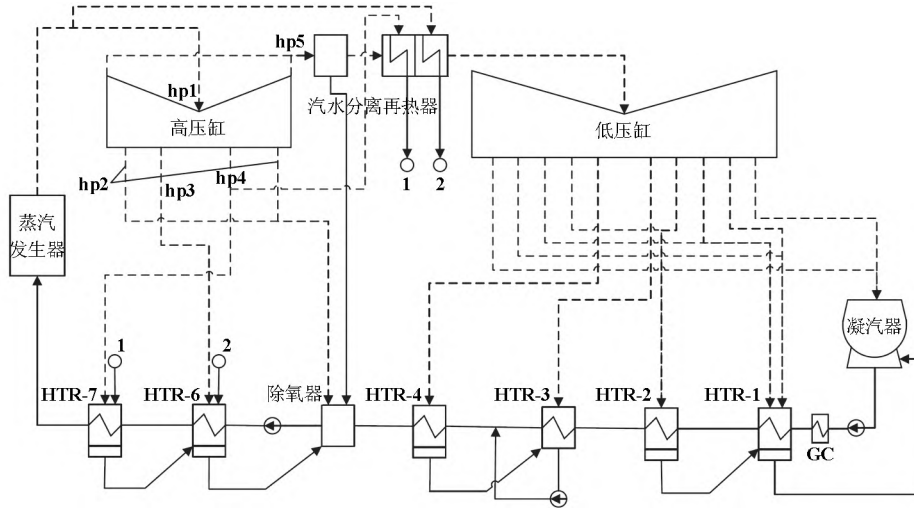 hp5
hp1
汽水分离再热器
高压缸
低压缸
hp2
hp3
hp4
1
2
蒸汽
发生器
凝汽器
1
2
HTR-7
HTR-6
除氧器
HTR-4
HTR-3
HTR-2
HTR-1
GC